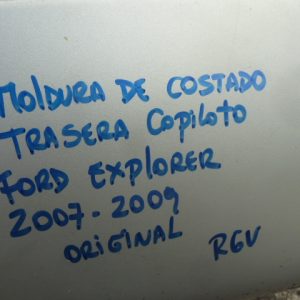 MOLDURA DE COSTADO
TRASERA COPILOTO
FORD EXPLORER
2007-2009
ORIGINAL RGV